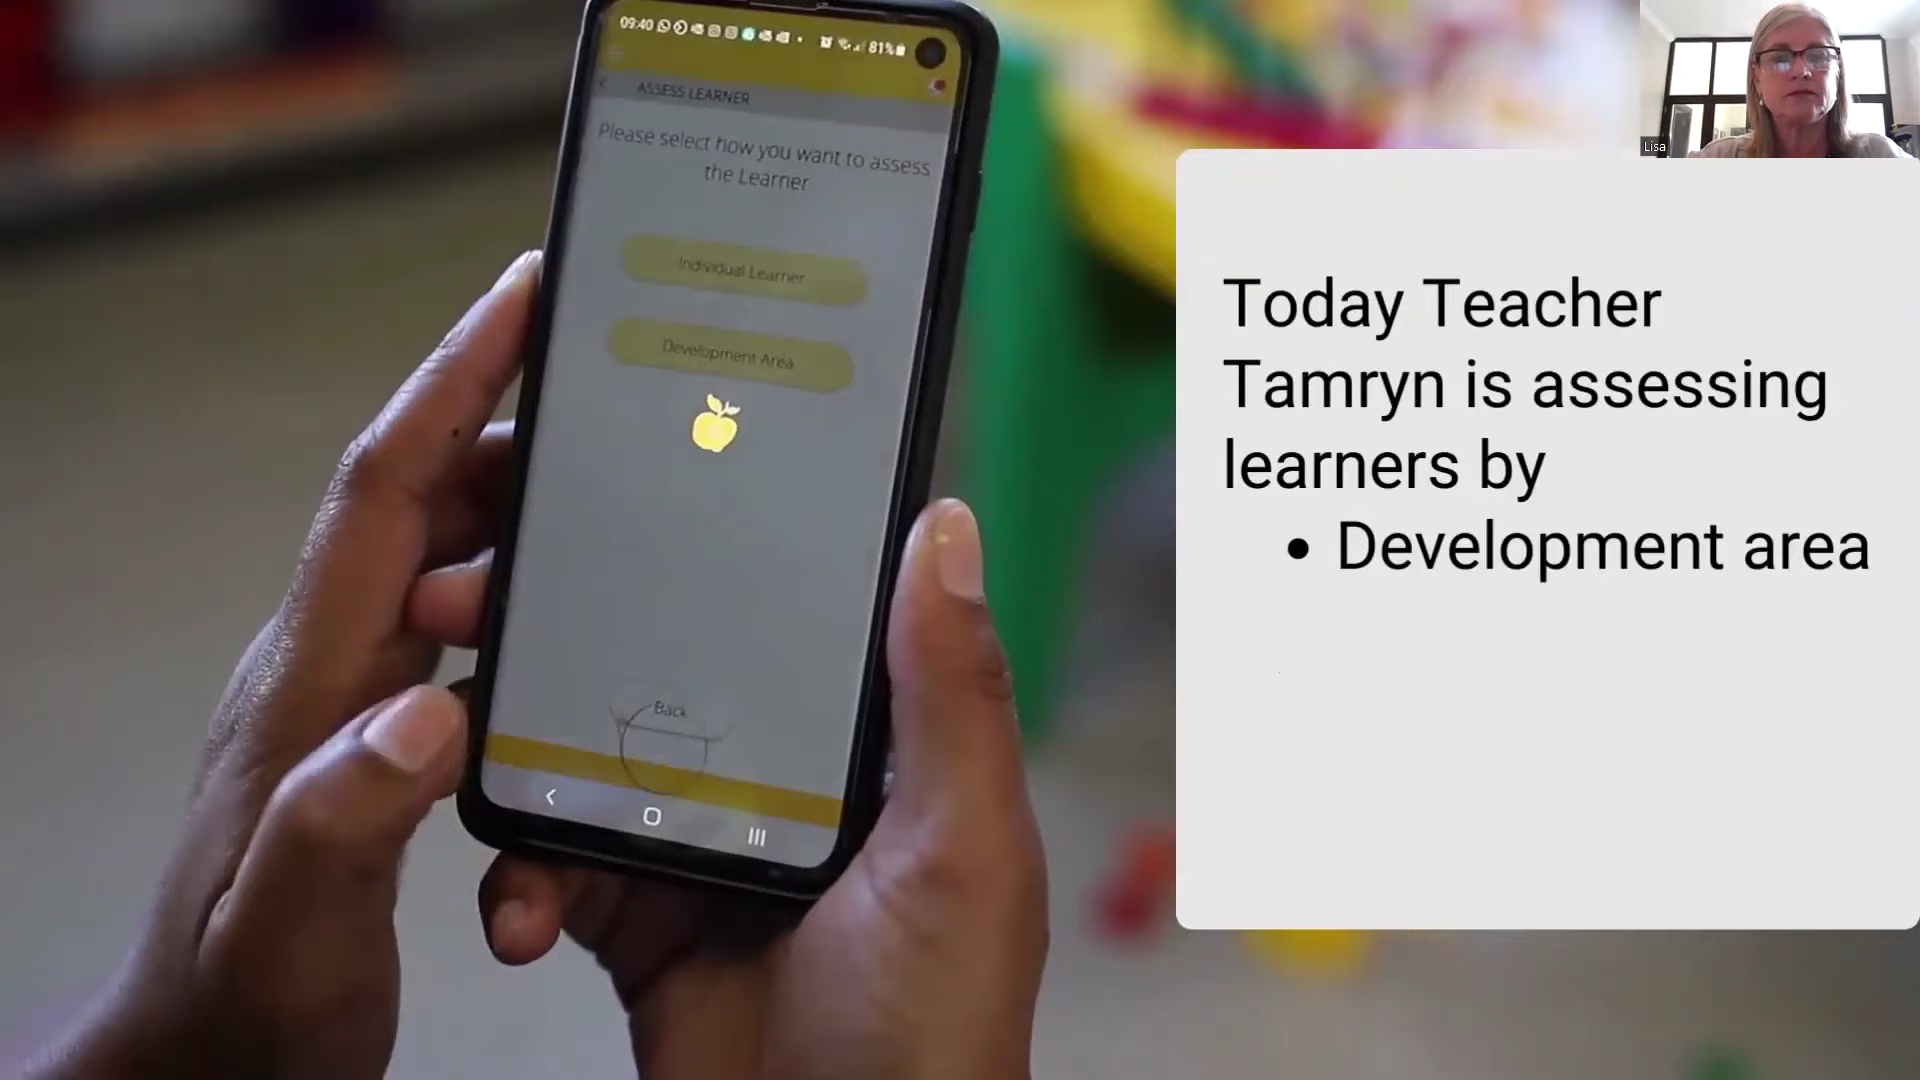 09:40
81%
ASSESS LEARNER
Please select how you want to assess
the Learner
Individual Learner
Development Area
Back
Lisa
Today Teacher
Tamryn is assessing
learners by
• Development area